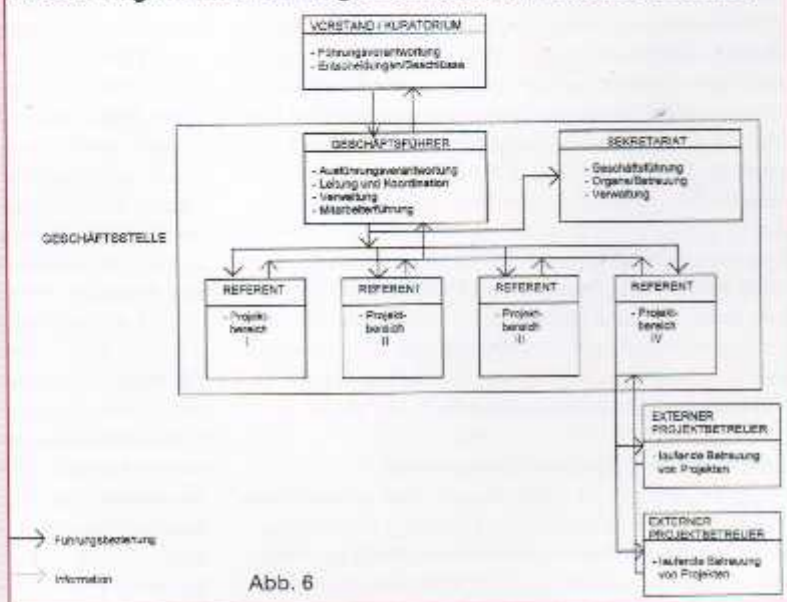 VORSTAND / KURATORIUM
- Führungsverantwortung
- Entscheidungen/Beschlüsse
GESCHÄFTSFÜHRER
- Ausführungsverantwortung
- Leitung und Koordination
- Verwaltung
- Mitarbeiterführung
SEKRETARIAT
- Geschäftsführung
- Organe/Betreuung
- Verwaltung
GESCHÄFTSSTELLE
REFERENT
- Projekt-
bereich
I
REFERENT
- Projekt-
bereich
II
REFERENT
- Projekt-
bereich
III
REFERENT
- Projekt-
bereich
IV
EXTERNER
PROJEKTBETREUER
- laufende Betreuung
von Projekten
EXTERNER
PROJEKTBETREUER
- laufende Betreuung
von Projekten
Führungsbeziehung
Information
Abb. 6